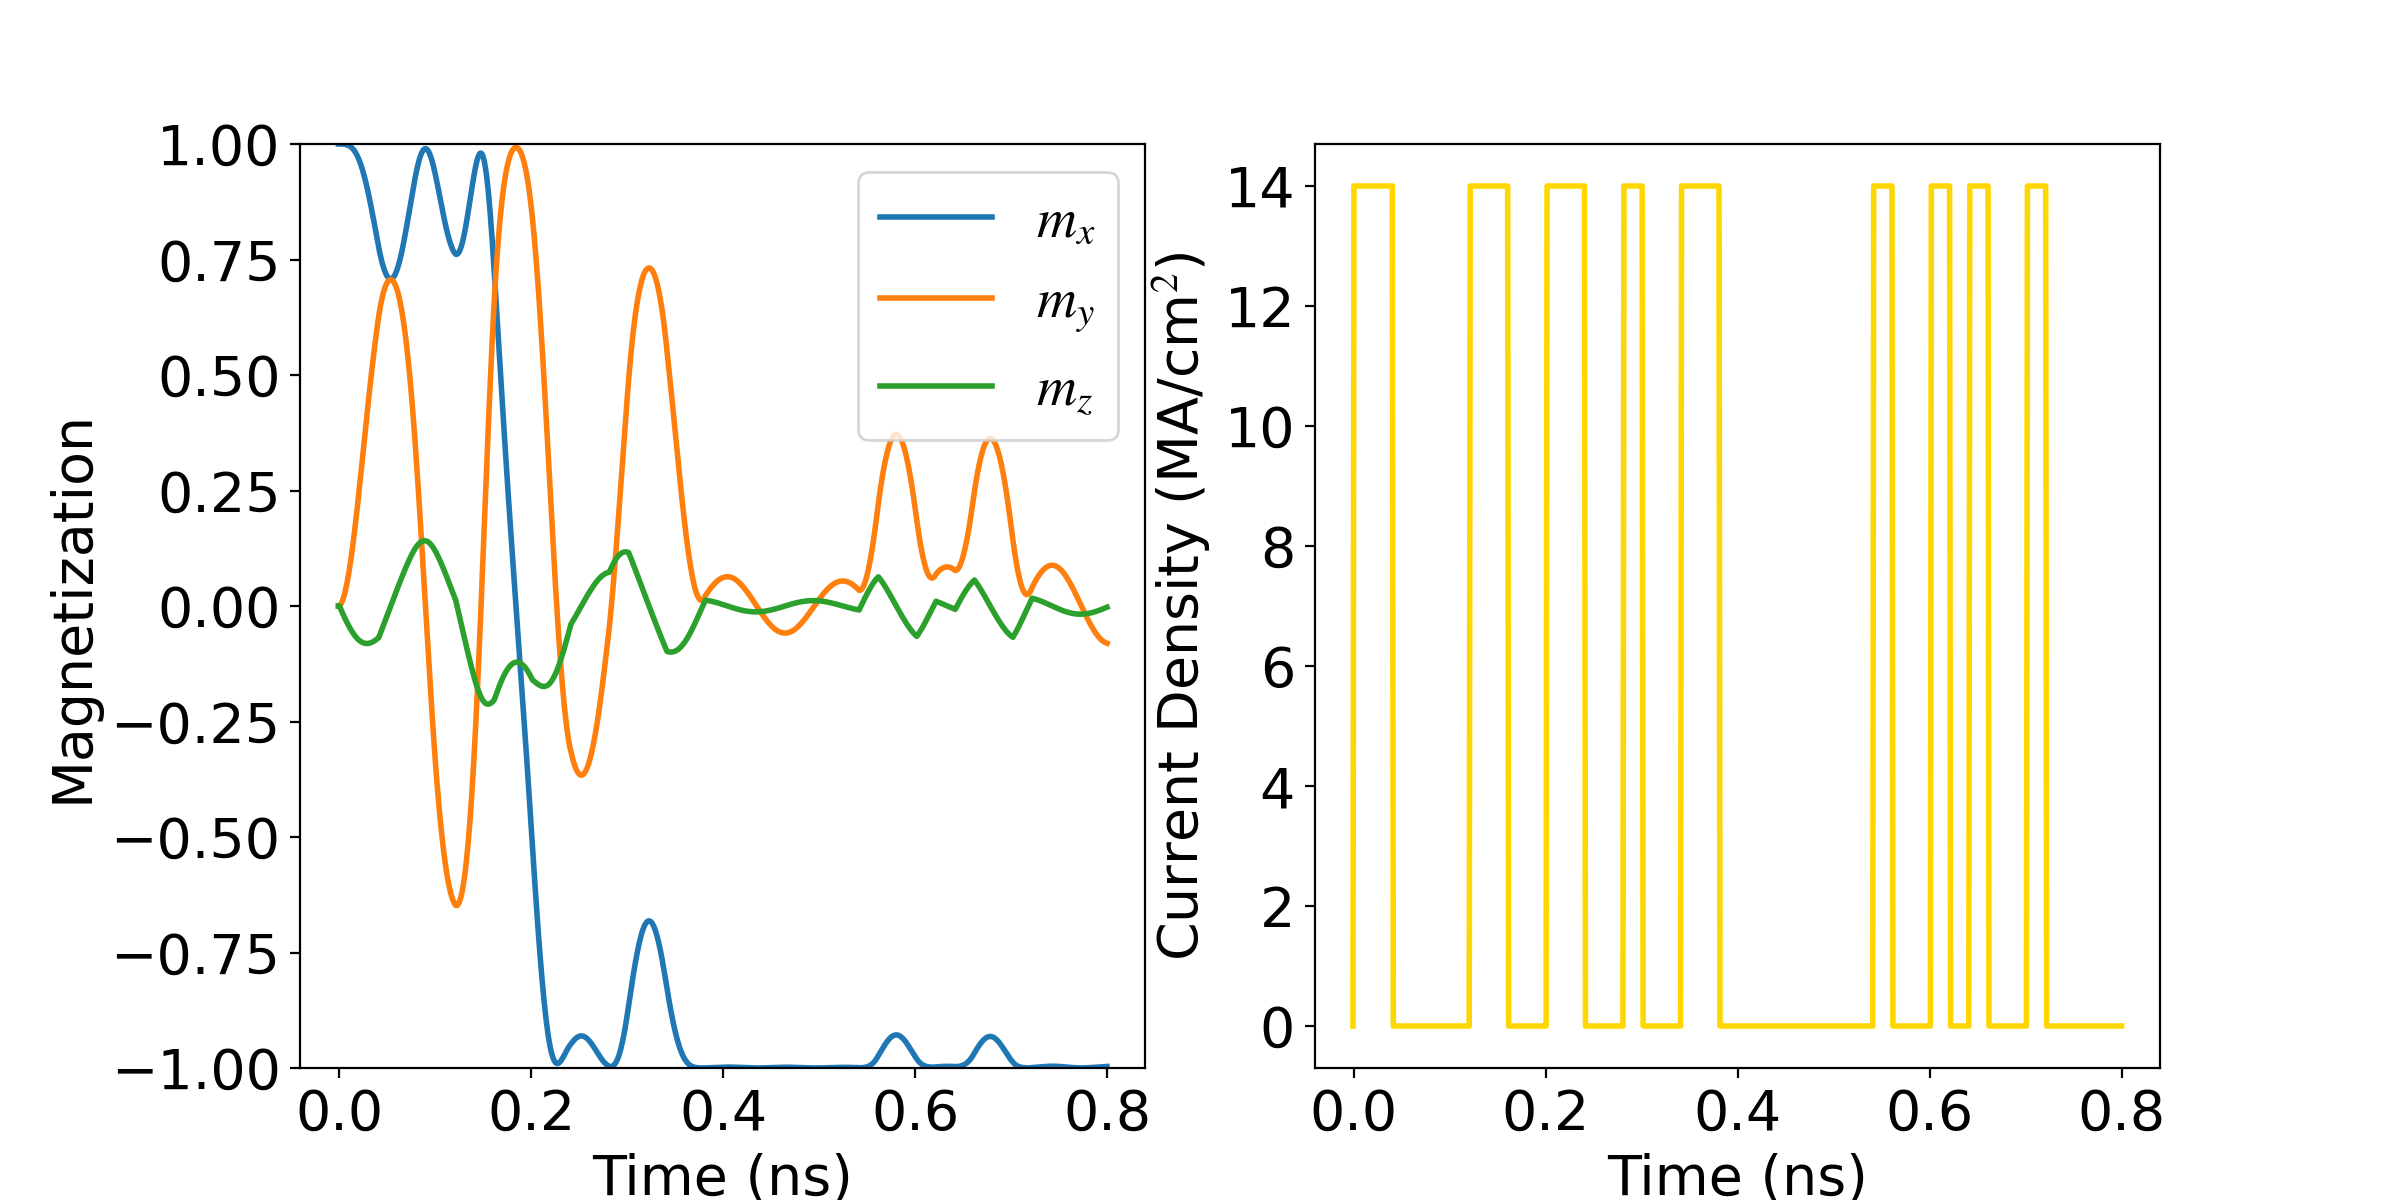 Magnetization
1.00
0.75
0.50
0.25
0.00
−0.25
−0.50
−0.75
−1.00
0.0 0.2 0.4 0.6 0.8
Time (ns)
m_x
m_y
m_z
Current Density (MA/cm²)
14
12
10
8
6
4
2
0
0.0 0.2 0.4 0.6 0.8
Time (ns)